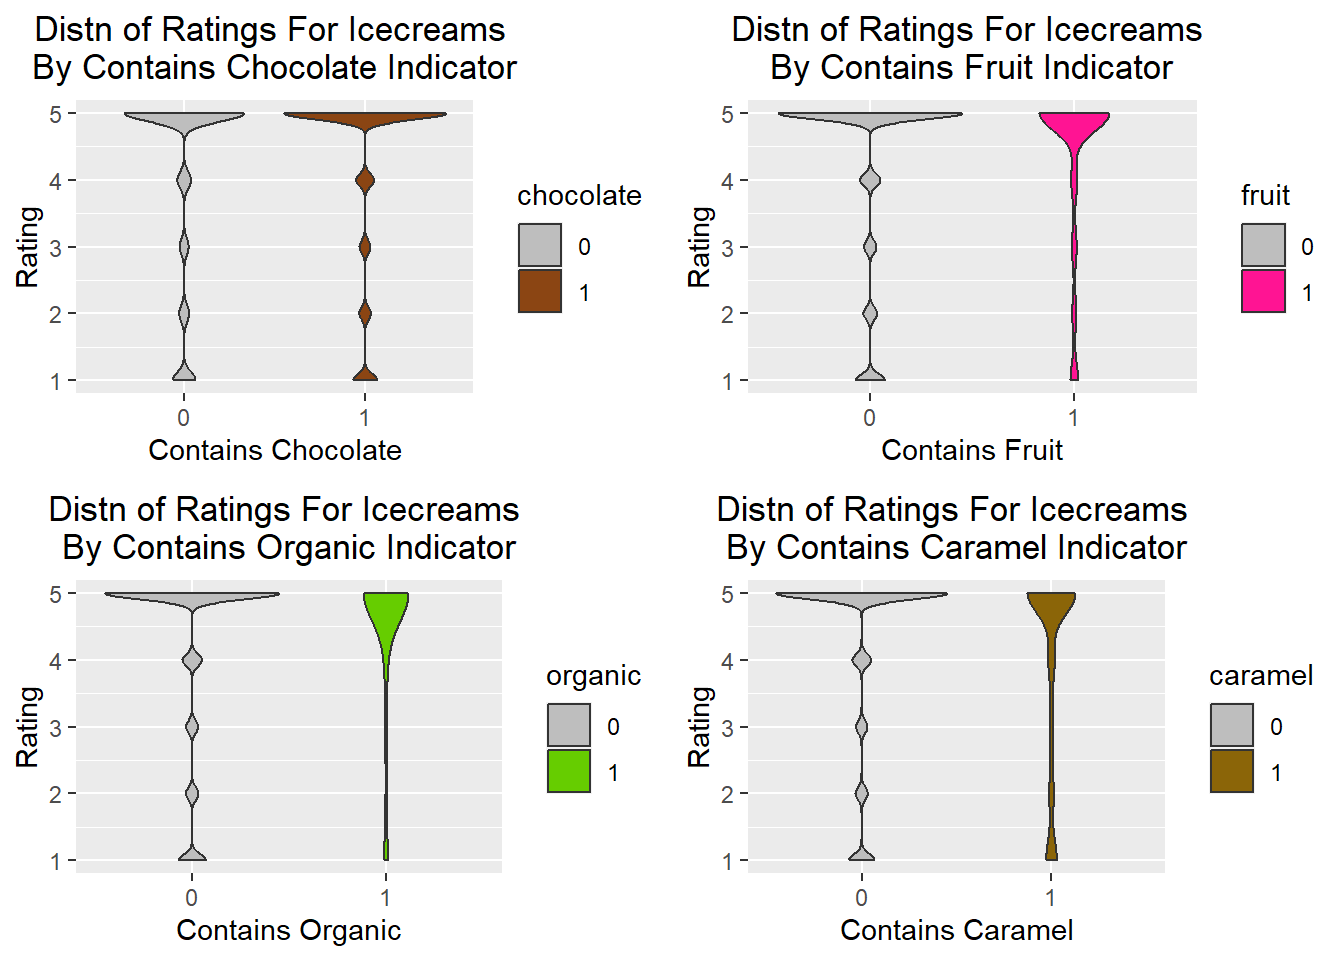 Distn of Ratings For Icecreams
By Contains Chocolate Indicator
5
4
3
2
1
Rating
0
1
Contains Chocolate
chocolate
0
1
Distn of Ratings For Icecreams
By Contains Fruit Indicator
5
4
3
2
1
Rating
0
1
Contains Fruit
fruit
0
1
Distn of Ratings For Icecreams
By Contains Organic Indicator
5
4
3
2
1
Rating
0
1
Contains Organic
organic
0
1
Distn of Ratings For Icecreams
By Contains Caramel Indicator
5
4
3
2
1
Rating
0
1
Contains Caramel
caramel
0
1